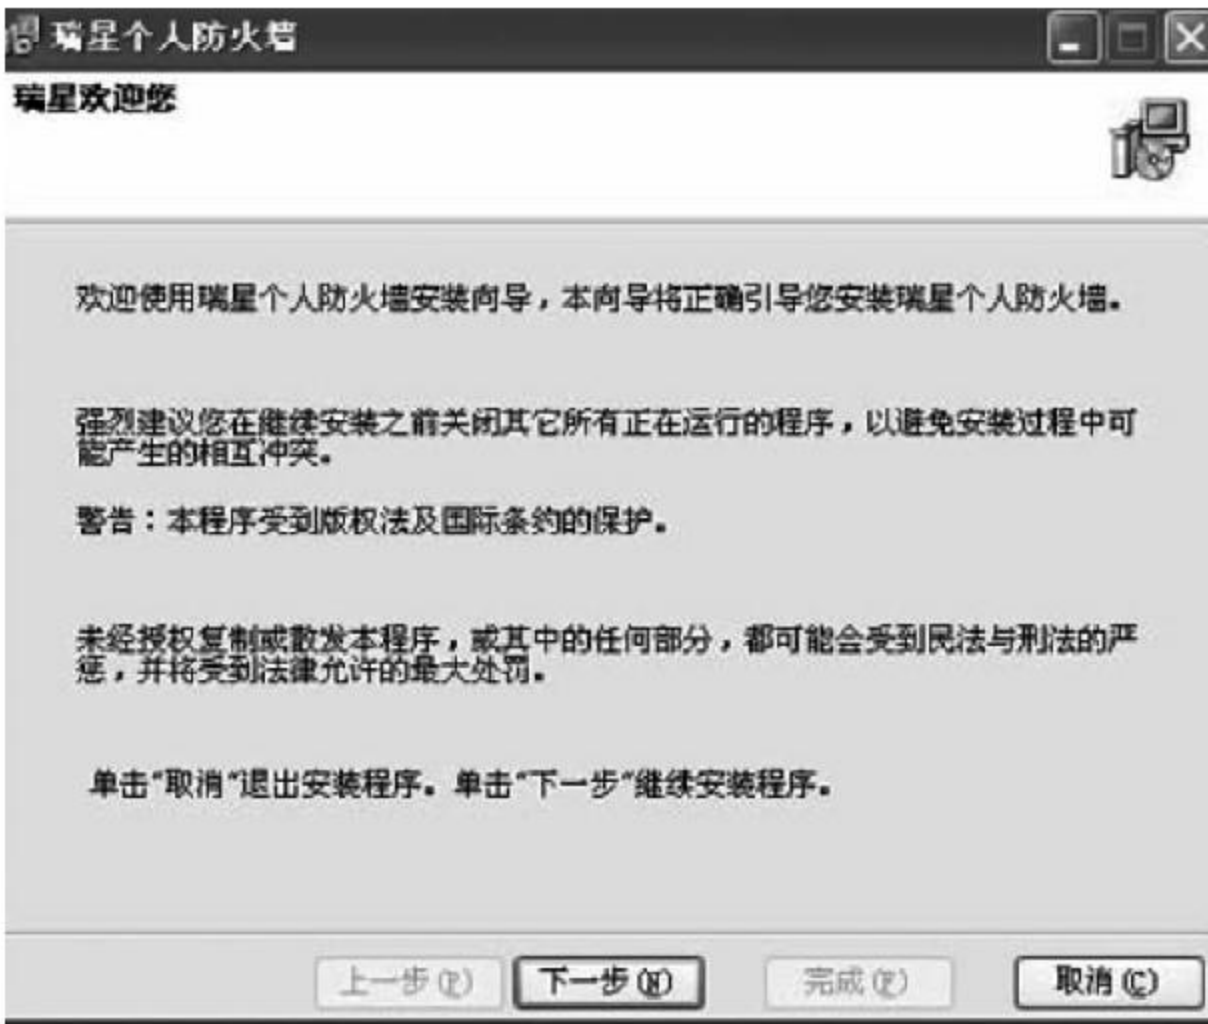 瑞星个人防火墙
瑞星欢迎您
欢迎使用瑞星个人防火墙安装向导，本向导将正确引导您安装瑞星个人防火墙。
强烈建议您在继续安装之前关闭其它所有正在运行的程序，以避免安装过程中可
能产生的相互冲突。
警告：本程序受到版权法及国际条约的保护。
未经授权复制或散发本程序，或其中的任何部分，都可能会受到民法与刑法的严
惩，并将受到法律允许的最大处罚。
单击"取消"退出安装程序。单击"下一步"继续安装程序。
上一步(P) 下一步(N) 完成(F) 取消(C)